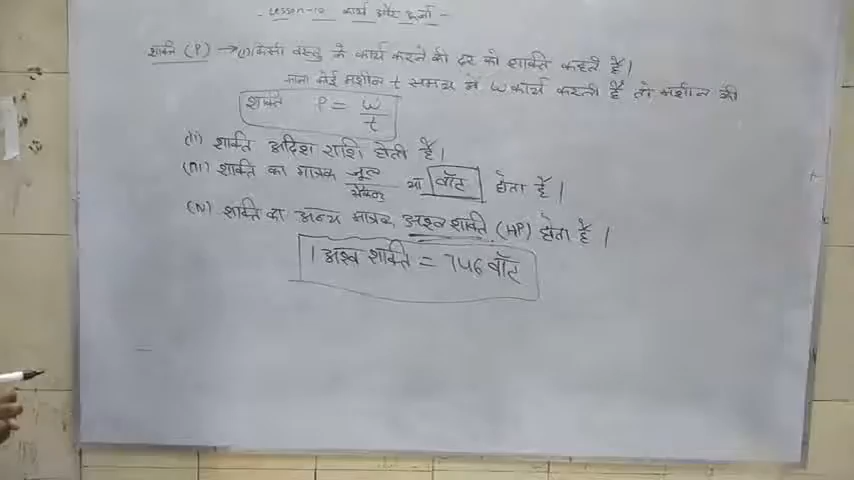 Lesson-10 कार्य और ऊर्जा
शक्ति (P) → (i) किसी वस्तु के कार्य करने की दर को शक्ति कहते हैं।
माना कोई मशीन t समय में W कार्य करती है तो मशीन की
शक्ति P = W/t
(ii) शक्ति अदिश राशि होती है।
(iii) शक्ति का मात्रक जूल/सेकेण्ड या वॉट होता है।
(iv) शक्ति का अन्य मात्रक अश्व शक्ति (HP) होता है।
1 अश्व शक्ति = 746 वॉट